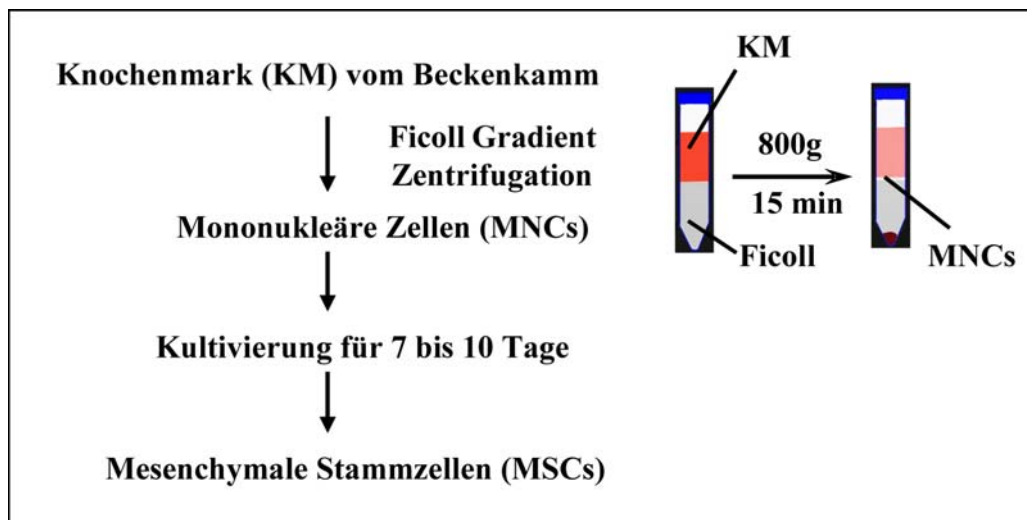 Knochenmark (KM) vom Beckenkamm
Ficoll Gradient
Zentrifugation
Mononukleäre Zellen (MNCs)
Kultivierung für 7 bis 10 Tage
Mesenchymale Stammzellen (MSCs)
KM
800g
15 min
Ficoll
MNCs